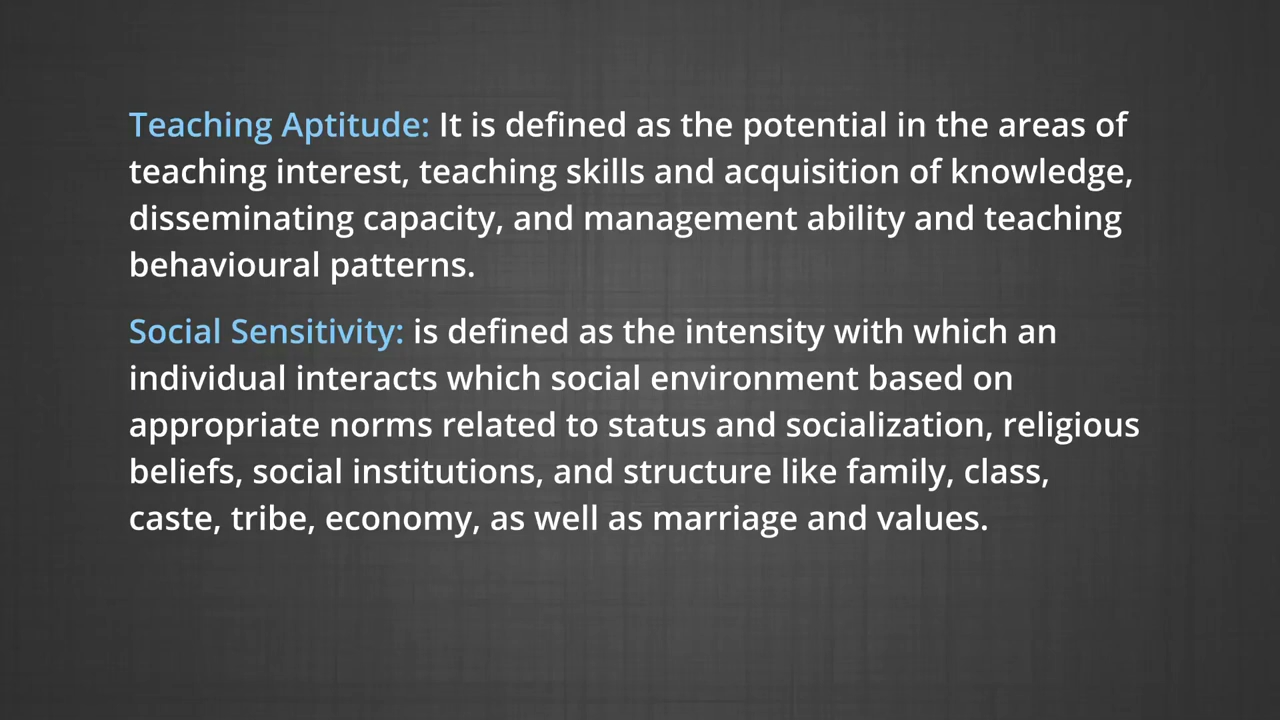 Teaching Aptitude: It is defined as the potential in the areas of
teaching interest, teaching skills and acquisition of knowledge,
disseminating capacity, and management ability and teaching
behavioural patterns.
Social Sensitivity: is defined as the intensity with which an
individual interacts which social environment based on
appropriate norms related to status and socialization, religious
beliefs, social institutions, and structure like family, class,
caste, tribe, economy, as well as marriage and values.